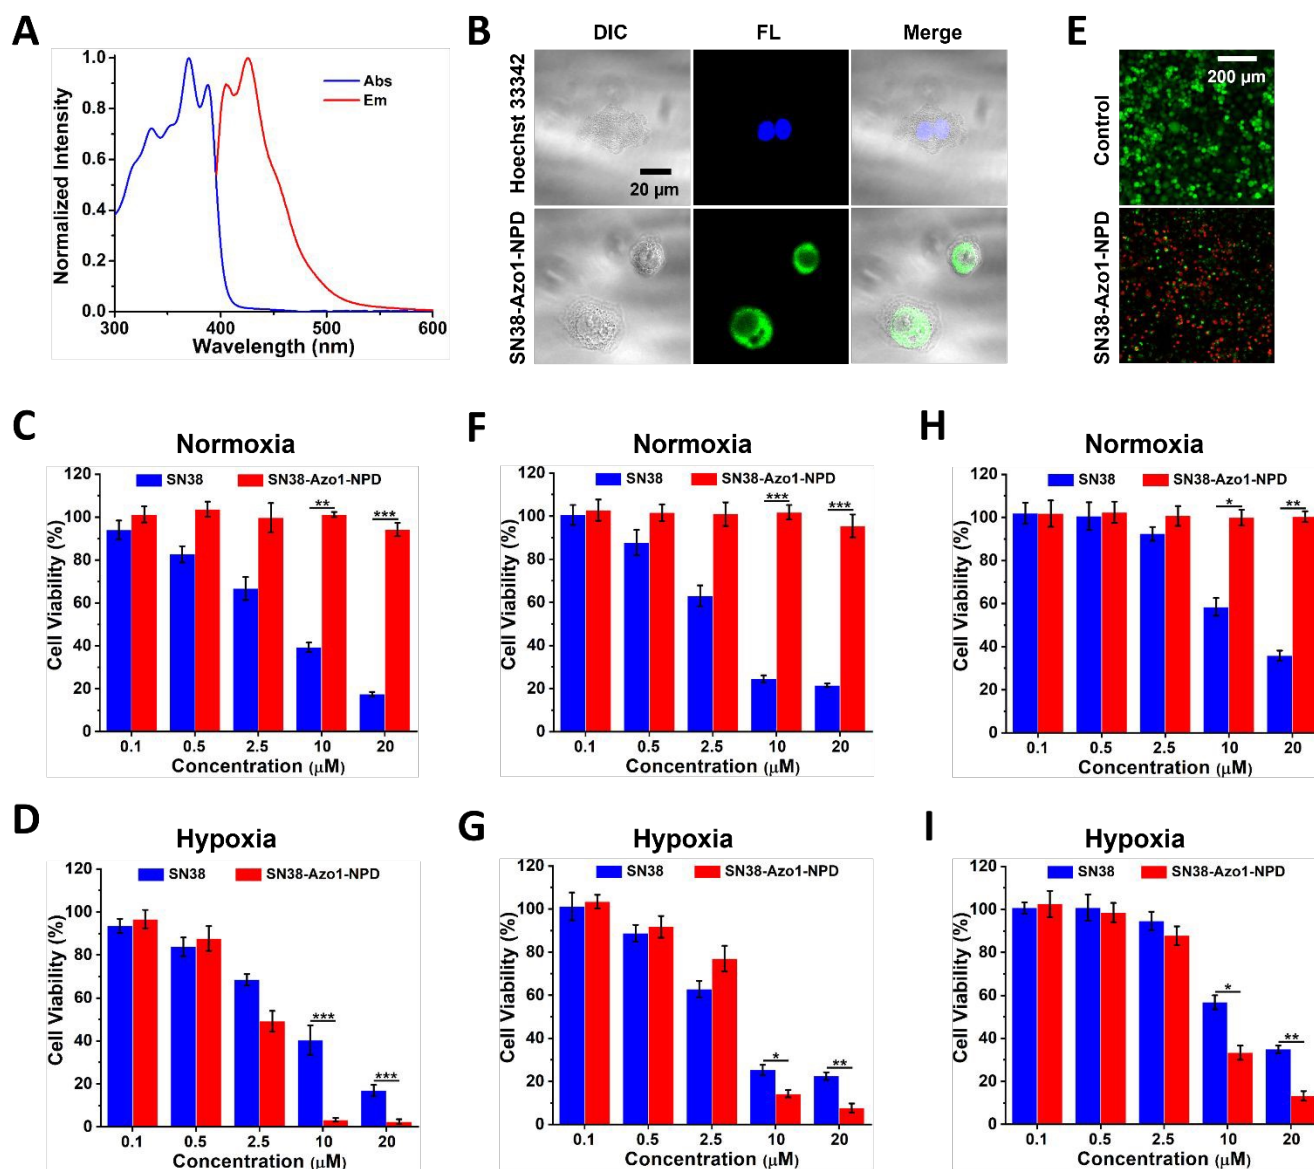 A
1.0
0.8
0.6
0.4
0.2
0.0
Normalized Intensity
Abs
Em
300
400
500
600
Wavelength (nm)
B
DIC
FL
Merge
Hoechst 33342
20 μm
SN38-Azo1-NPD
E
200 μm
Control
SN38-Azo1-NPD
C
Normoxia
SN38
SN38-Azo1-NPD
120
100
80
60
40
20
0
Cell Viability (%)
**
***
0.1
0.5
2.5
10
20
Concentration (μM)
F
Normoxia
SN38
SN38-Azo1-NPD
120
100
80
60
40
20
0
Cell Viability (%)
***
***
0.1
0.5
2.5
10
20
Concentration (μM)
H
Normoxia
SN38
SN38-Azo1-NPD
120
100
80
60
40
20
0
Cell Viability (%)
*
**
0.1
0.5
2.5
10
20
Concentration (μM)
D
Hypoxia
SN38
SN38-Azo1-NPD
120
100
80
60
40
20
0
Cell Viability (%)
***
***
0.1
0.5
2.5
10
20
Concentration (μM)
G
Hypoxia
SN38
SN38-Azo1-NPD
120
100
80
60
40
20
0
Cell Viability (%)
*
**
0.1
0.5
2.5
10
20
Concentration (μM)
I
Hypoxia
SN38
SN38-Azo1-NPD
120
100
80
60
40
20
0
Cell Viability (%)
*
**
0.1
0.5
2.5
10
20
Concentration (μM)